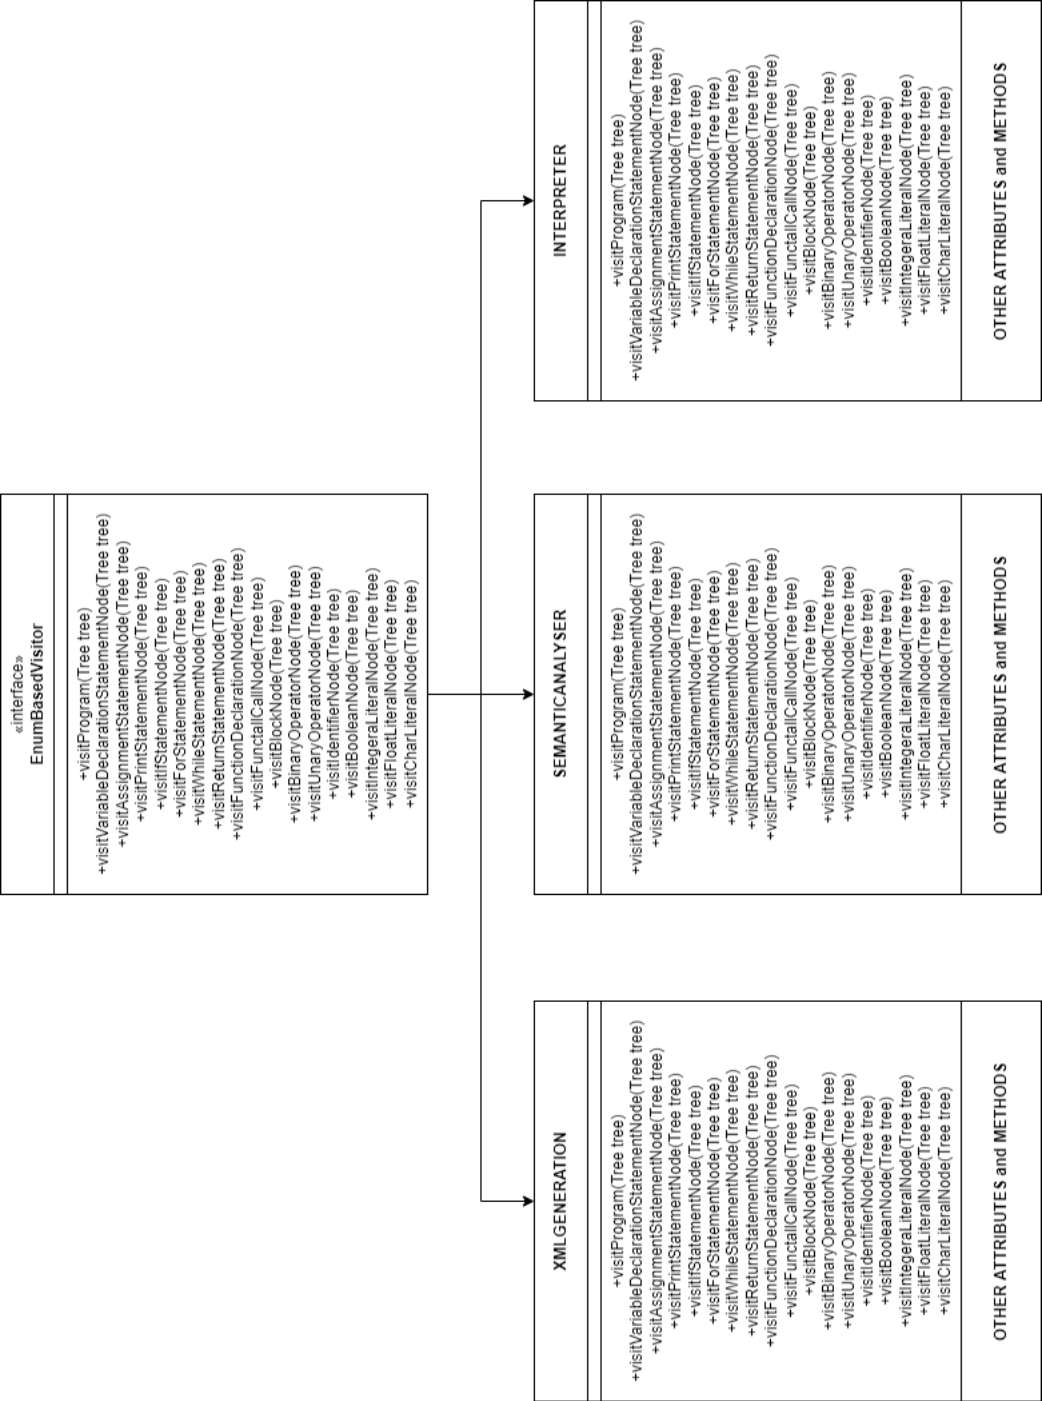 «interface»
EnumBasedVisitor
+visitProgram(Tree tree)
+visitVariableDeclarationStatementNode(Tree tree)
+visitAssignmentStatementNode(Tree tree)
+visitPrintStatementNode(Tree tree)
+visitIfStatementNode(Tree tree)
+visitForStatementNode(Tree tree)
+visitWhileStatementNode(Tree tree)
+visitReturnStatementNode(Tree tree)
+visitFunctionDeclarationNode(Tree tree)
+visitFunctallCallNode(Tree tree)
+visitBlockNode(Tree tree)
+visitBinaryOperatorNode(Tree tree)
+visitUnaryOperatorNode(Tree tree)
+visitIdentifierNode(Tree tree)
+visitBooleanNode(Tree tree)
+visitIntegeraLiteralNode(Tree tree)
+visitFloatLiteralNode(Tree tree)
+visitCharLiteralNode(Tree tree)
XMLGENERATION
+visitProgram(Tree tree)
+visitVariableDeclarationStatementNode(Tree tree)
+visitAssignmentStatementNode(Tree tree)
+visitPrintStatementNode(Tree tree)
+visitIfStatementNode(Tree tree)
+visitForStatementNode(Tree tree)
+visitWhileStatementNode(Tree tree)
+visitReturnStatementNode(Tree tree)
+visitFunctionDeclarationNode(Tree tree)
+visitFunctallCallNode(Tree tree)
+visitBlockNode(Tree tree)
+visitBinaryOperatorNode(Tree tree)
+visitUnaryOperatorNode(Tree tree)
+visitIdentifierNode(Tree tree)
+visitBooleanNode(Tree tree)
+visitIntegeraLiteralNode(Tree tree)
+visitFloatLiteralNode(Tree tree)
+visitCharLiteralNode(Tree tree)
OTHER ATTRIBUTES and METHODS
SEMANTICANALYSER
+visitProgram(Tree tree)
+visitVariableDeclarationStatementNode(Tree tree)
+visitAssignmentStatementNode(Tree tree)
+visitPrintStatementNode(Tree tree)
+visitIfStatementNode(Tree tree)
+visitForStatementNode(Tree tree)
+visitWhileStatementNode(Tree tree)
+visitReturnStatementNode(Tree tree)
+visitFunctionDeclarationNode(Tree tree)
+visitFunctallCallNode(Tree tree)
+visitBlockNode(Tree tree)
+visitBinaryOperatorNode(Tree tree)
+visitUnaryOperatorNode(Tree tree)
+visitIdentifierNode(Tree tree)
+visitBooleanNode(Tree tree)
+visitIntegeraLiteralNode(Tree tree)
+visitFloatLiteralNode(Tree tree)
+visitCharLiteralNode(Tree tree)
OTHER ATTRIBUTES and METHODS
INTERPRETER
+visitProgram(Tree tree)
+visitVariableDeclarationStatementNode(Tree tree)
+visitAssignmentStatementNode(Tree tree)
+visitPrintStatementNode(Tree tree)
+visitIfStatementNode(Tree tree)
+visitForStatementNode(Tree tree)
+visitWhileStatementNode(Tree tree)
+visitReturnStatementNode(Tree tree)
+visitFunctionDeclarationNode(Tree tree)
+visitFunctallCallNode(Tree tree)
+visitBlockNode(Tree tree)
+visitBinaryOperatorNode(Tree tree)
+visitUnaryOperatorNode(Tree tree)
+visitIdentifierNode(Tree tree)
+visitBooleanNode(Tree tree)
+visitIntegeraLiteralNode(Tree tree)
+visitFloatLiteralNode(Tree tree)
+visitCharLiteralNode(Tree tree)
OTHER ATTRIBUTES and METHODS